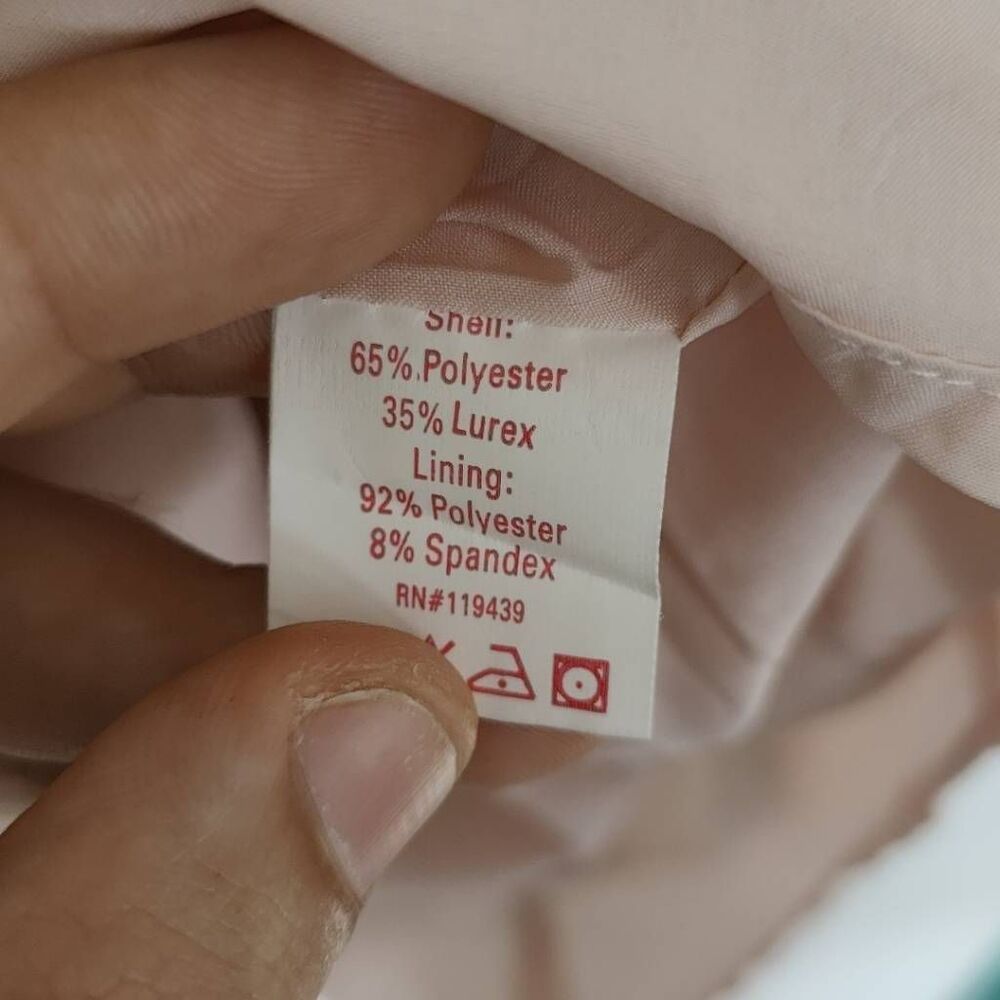 Shell:
65% Polyester
35% Lurex
Lining:
92% Polyester
8% Spandex
RN#119439